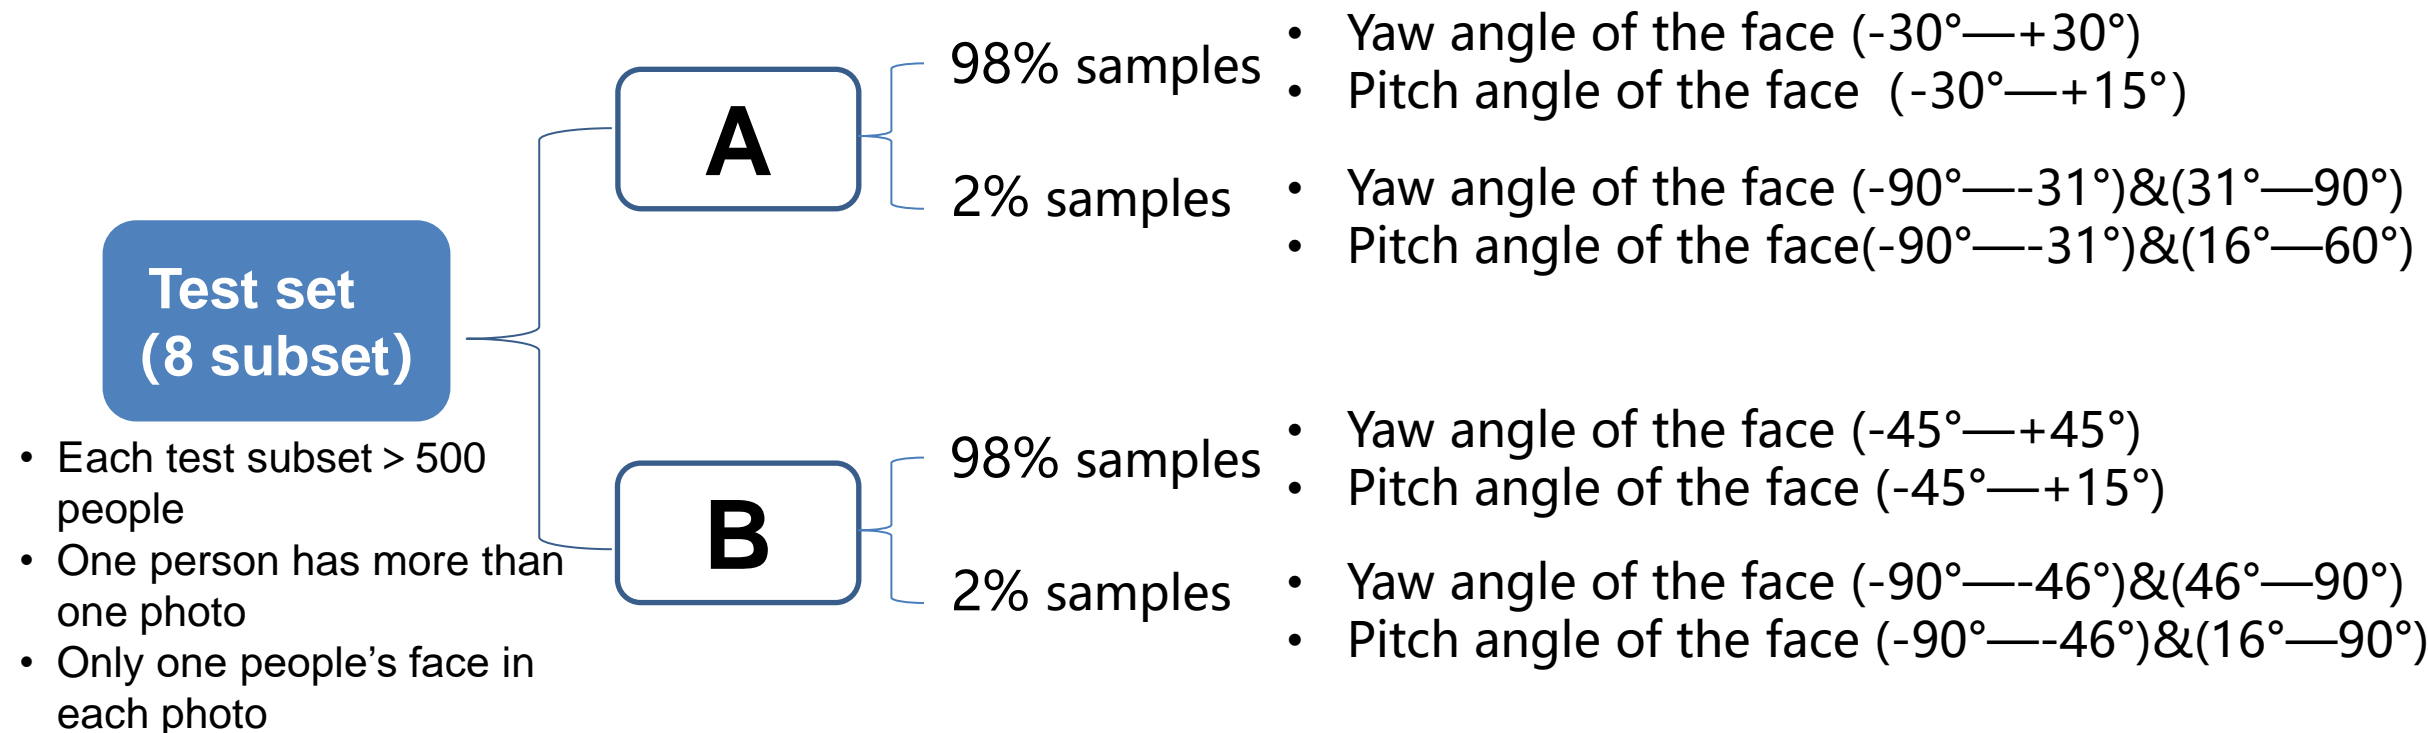 Test set
(8 subset)
• Each test subset > 500
people
• One person has more than
one photo
• Only one people’s face in
each photo
A
98% samples
• Yaw angle of the face (-30°—+30°)
• Pitch angle of the face (-30°—+15°)
2% samples
• Yaw angle of the face (-90°—-31°)&(31°—90°)
• Pitch angle of the face(-90°—-31°)&(16°—60°)
B
98% samples
• Yaw angle of the face (-45°—+45°)
• Pitch angle of the face (-45°—+15°)
2% samples
• Yaw angle of the face (-90°—-46°)&(46°—90°)
• Pitch angle of the face (-90°—-46°)&(16°—90°)